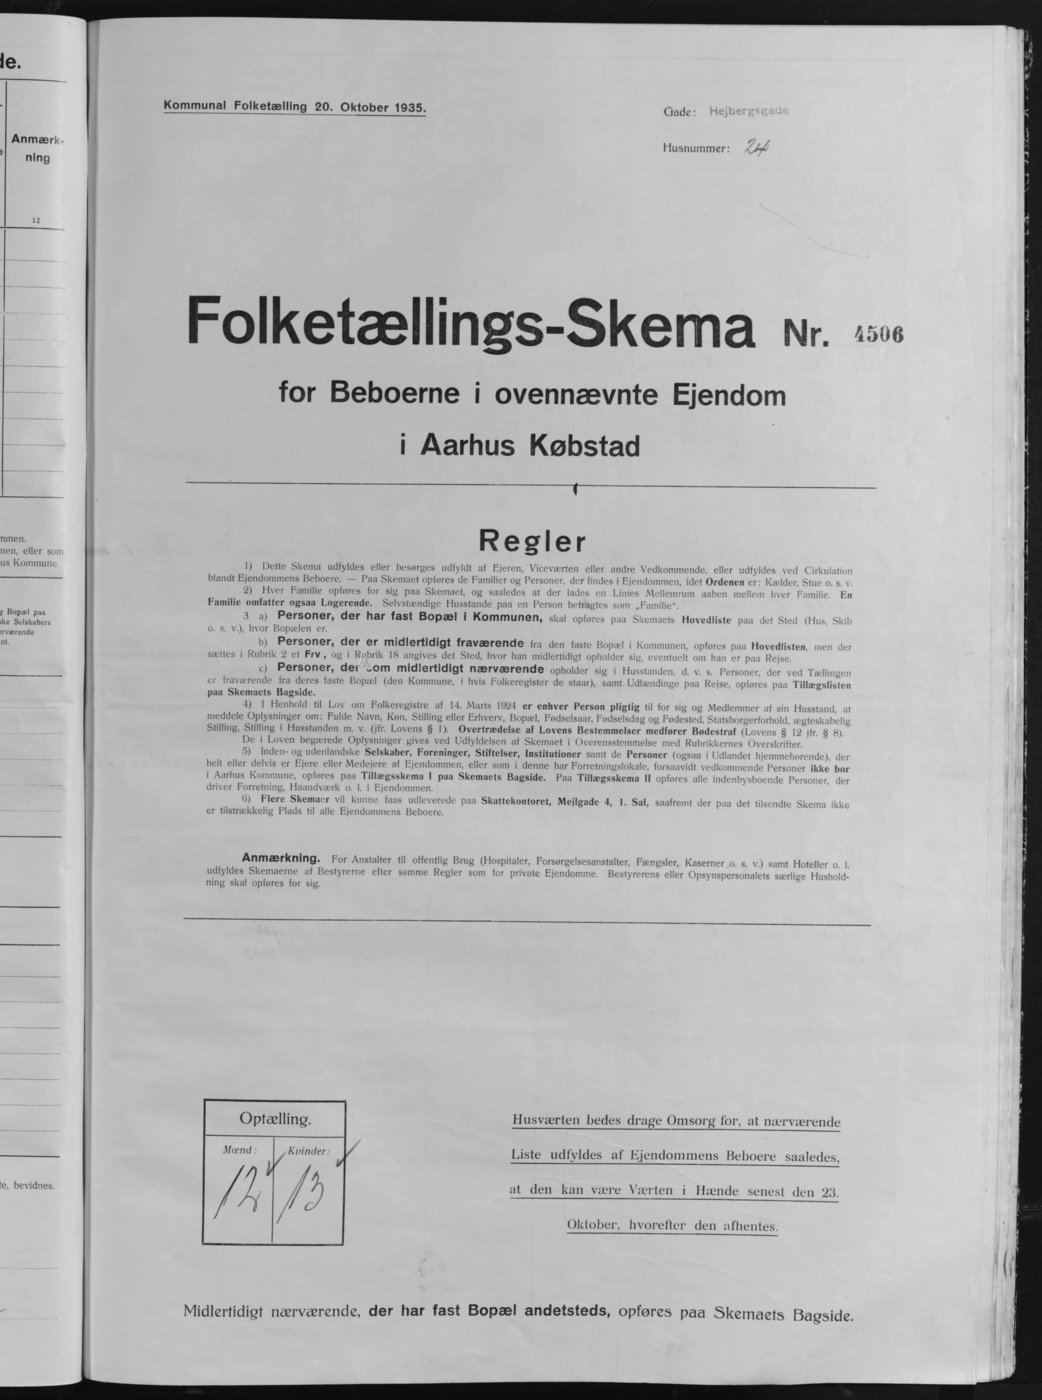 de.
Anmærk-
ning
12
mmen.
men, eller som
us Kommune.
g Bopæl paa
ske Selskabers
erværende
at.
te, bevidnes.
Kommunal Folketælling 20. Oktober 1935.
Gade: Hejbergsgade
Husnummer: 24
Folketællings-Skema Nr. 4506
for Beboerne i ovennævnte Ejendom
i Aarhus Købstad
Regler
1) Dette Skema udfyldes eller besørges udfyldt af Ejeren, Viceværten eller andre Vedkommende, eller udfyldes ved Cirkulation
blandt Ejendommens Beboere. — Paa Skemaet opføres de Familier og Personer, der findes i Ejendommen, idet Ordenen er: Kælder, Stue o. s. v.
2) Hver Familie opføres for sig paa Skemaet, og saaledes at der lades en Linies Mellemrum aaben mellem hver Familie. En
Familie omfatter ogsaa Logerende. Selvstændige Husstande paa en Person betragtes som „Familie".
3 a) Personer, der har fast Bopæl i Kommunen, skal opføres paa Skemaets Hovedliste paa det Sted (Hus, Skib
o. s. v.), hvor Bopælen er.
b) Personer, der er midlertidigt fraværende fra den faste Bopæl i Kommunen, opføres paa Hovedlisten, men der
sættes i Rubrik 2 et Frv., og i Rubrik 18 angives det Sted, hvor han midlertidigt opholder sig, eventuelt om han er paa Rejse.
c) Personer, der som midlertidigt nærværende opholder sig i Husstanden, d. v. s. Personer, der ved Tællingen
er fraværende fra deres faste Bopæl (den Kommune, i hvis Folkeregister de staar), samt Udlændinge paa Rejse, opføres paa Tillægslisten
paa Skemaets Bagside.
4) I Henhold til Lov om Folkeregistre af 14. Marts 1924 er enhver Person pligtig til for sig og Medlemmer af sin Husstand, at
meddele Oplysninger om: Fulde Navn, Køn, Stilling eller Erhverv, Bopæl, Fødselsaar, Fødselsdag og Fødested, Statsborgerforhold, ægteskabelig
Stilling, Stilling i Husstanden m. v. (jfr. Lovens § 1). Overtrædelse af Lovens Bestemmelser medfører Bødestraf (Lovens § 12 jfr. § 8).
De i Loven begærede Oplysninger gives ved Udfyldelsen af Skemaet i Overensstemmelse med Rubrikkernes Overskrifter.
5) Inden- og udenlandske Selskaber, Foreninger, Stiftelser, Institutioner samt de Personer (ogsaa i Udlandet hjemmehørende), der
helt eller delvis er Ejere eller Medejere af Ejendommen, eller som i denne har Forretningslokale, forsaavidt vedkommende Personer ikke bor
i Aarhus Kommune, opføres paa Tillægsskema I paa Skemaets Bagside. Paa Tillægsskema II opføres alle indenbysboende Personer, der
driver Forretning, Haandværk o. l. i Ejendommen.
6) Flere Skemaer vil kunne faas udleverede paa Skattekontoret, Mejlgade 4, 1. Sal, saafremt der paa det tilsendte Skema ikke
er tilstrækkelig Plads til alle Ejendommens Beboere.
Anmærkning. For Anstalter til offentlig Brug (Hospitaler, Forsørgelsesanstalter, Fængsler, Kaserner o. s. v.) samt Hoteller o. l.
udfyldes Skemaerne af Bestyrerne efter samme Regler som for private Ejendomme. Bestyrerens eller Opsynspersonalets særlige Hushold-
ning skal opføres for sig.
Optælling.
Mænd: Kvinder:
12 13
Husværten bedes drage Omsorg for, at nærværende
Liste udfyldes af Ejendommens Beboere saaledes,
at den kan være Værten i Hænde senest den 23.
Oktober, hvorefter den afhentes.
Midlertidigt nærværende, der har fast Bopæl andetsteds, opføres paa Skemaets Bagside.